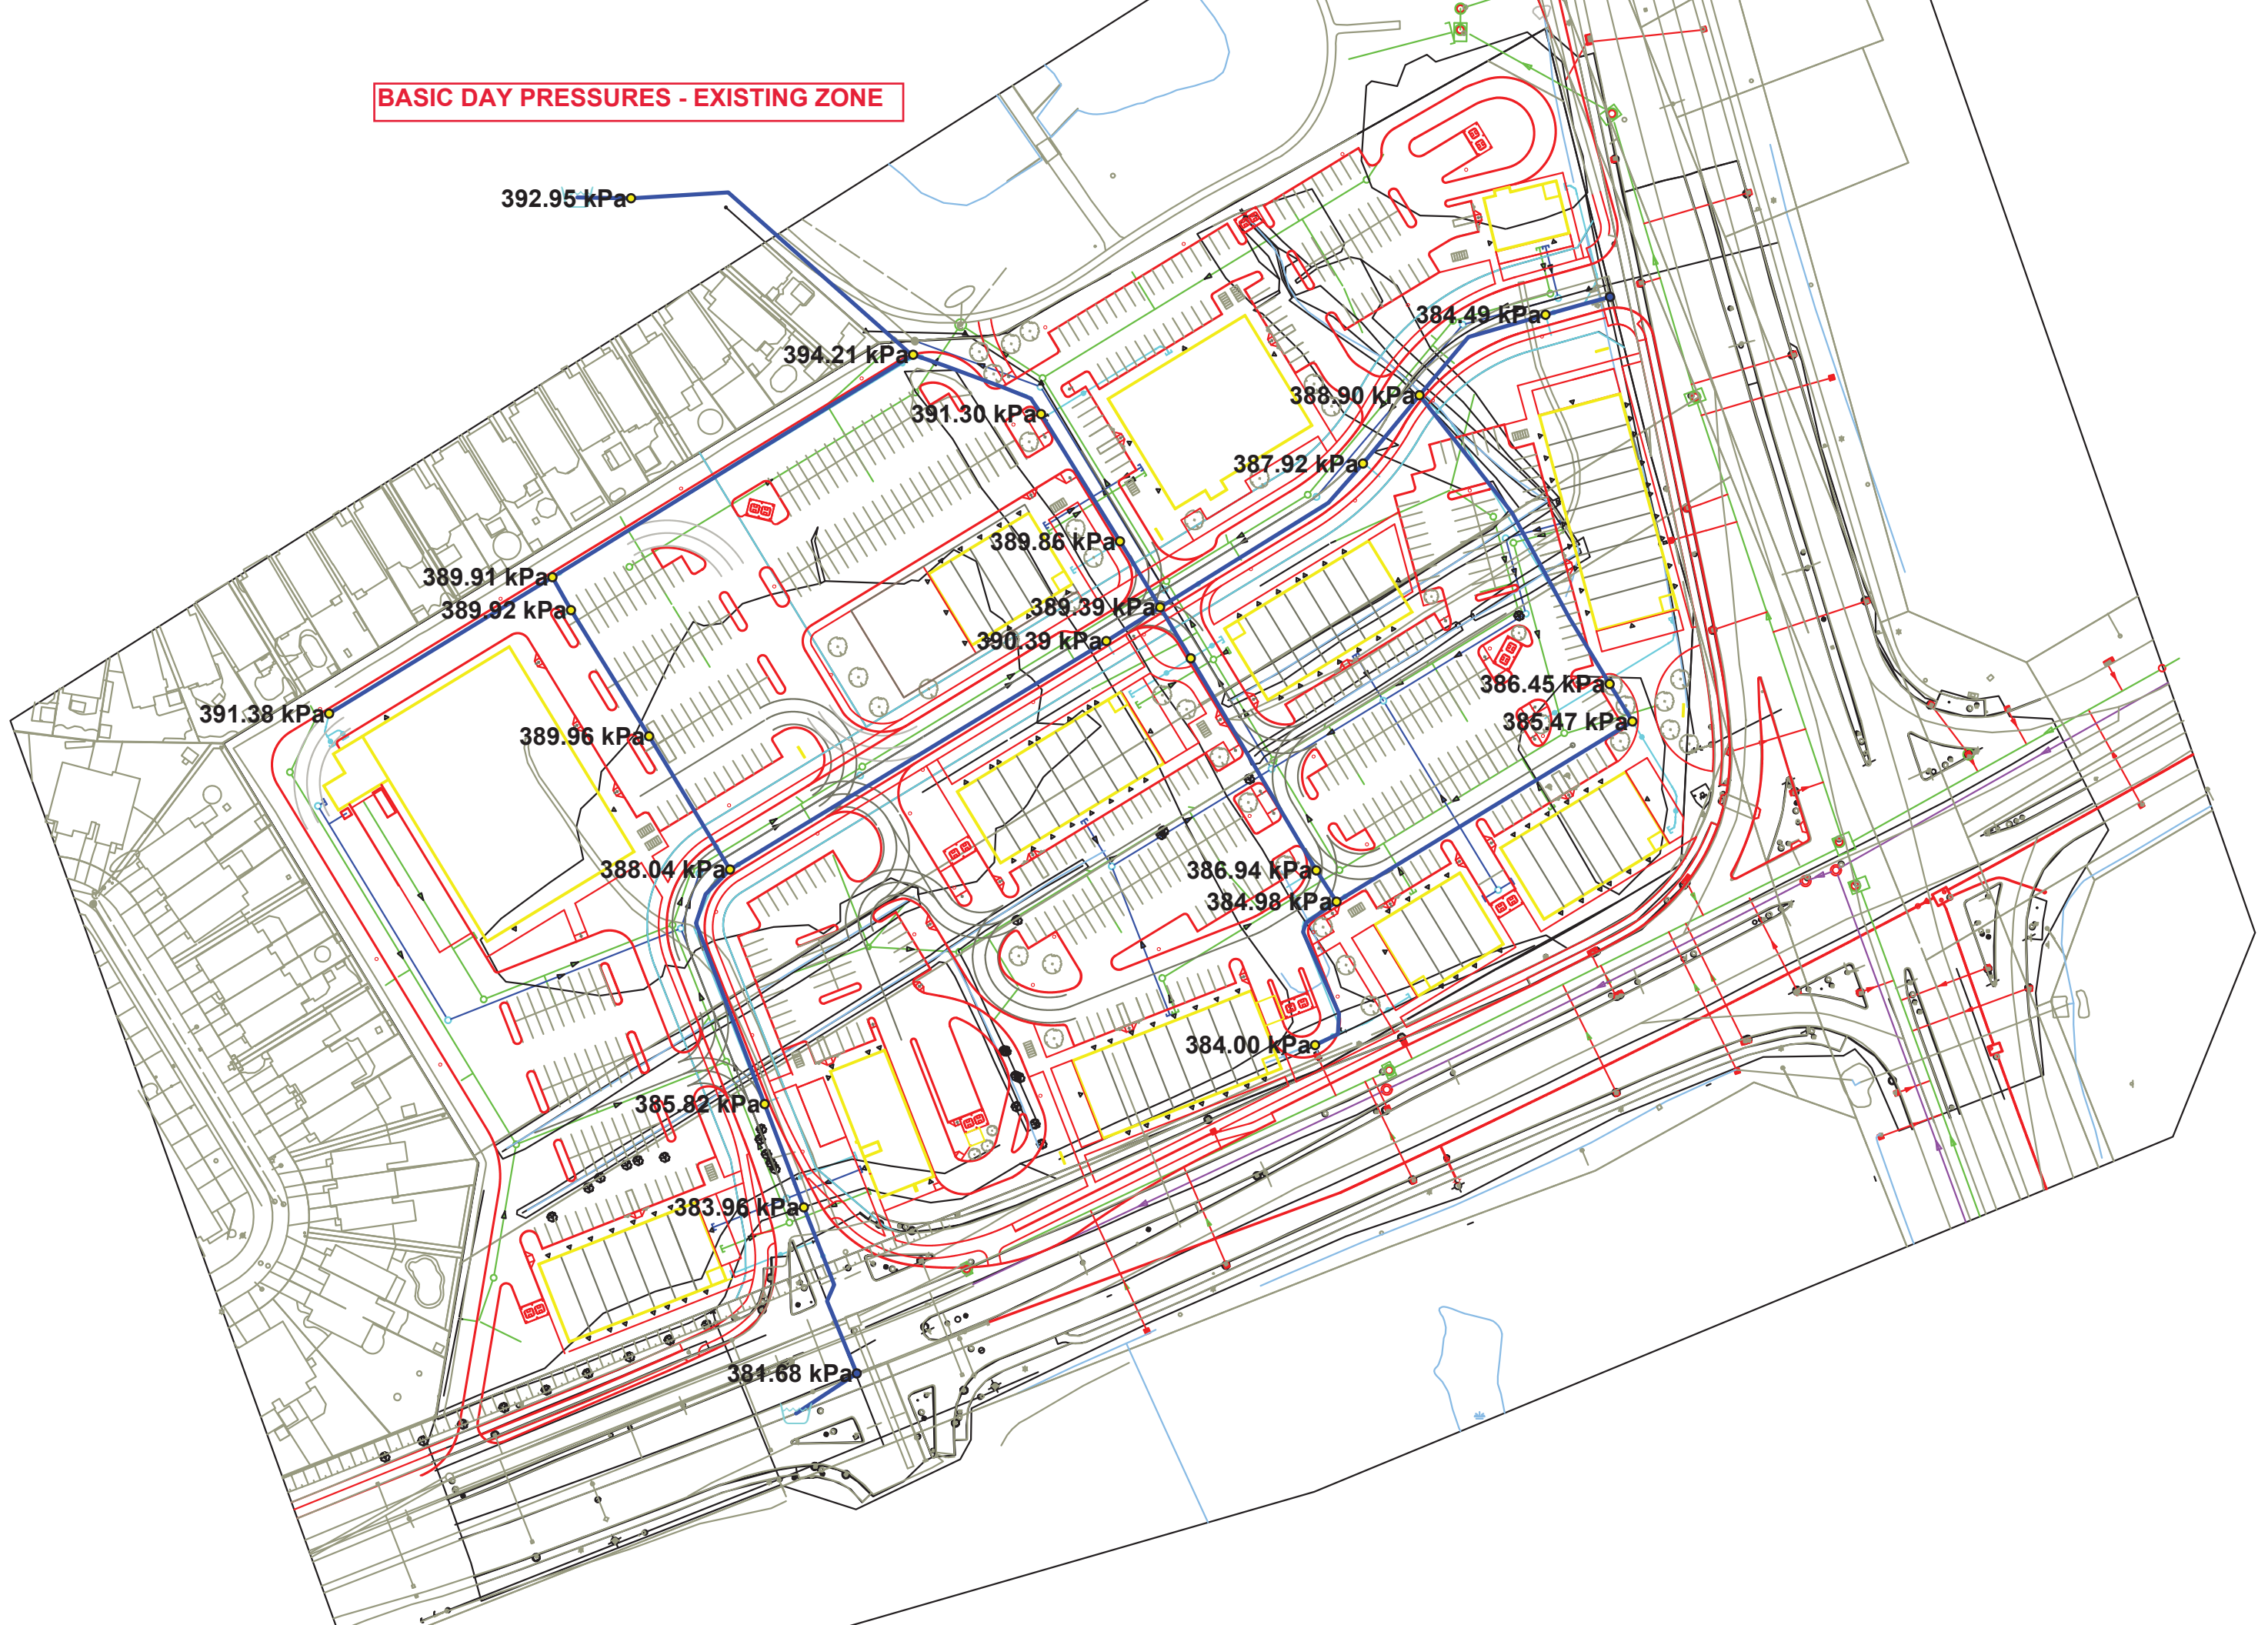 BASIC DAY PRESSURES - EXISTING ZONE
392.95 kPa
384.49 kPa
394.21 kPa
388.90 kPa
391.30 kPa
387.92 kPa
389.86 kPa
389.91 kPa
389.92 kPa
389.39 kPa
390.39 kPa
386.45 kPa
391.38 kPa
385.47 kPa
389.96 kPa
388.04 kPa
386.94 kPa
384.98 kPa
384.00 kPa
385.82 kPa
383.96 kPa
381.68 kPa